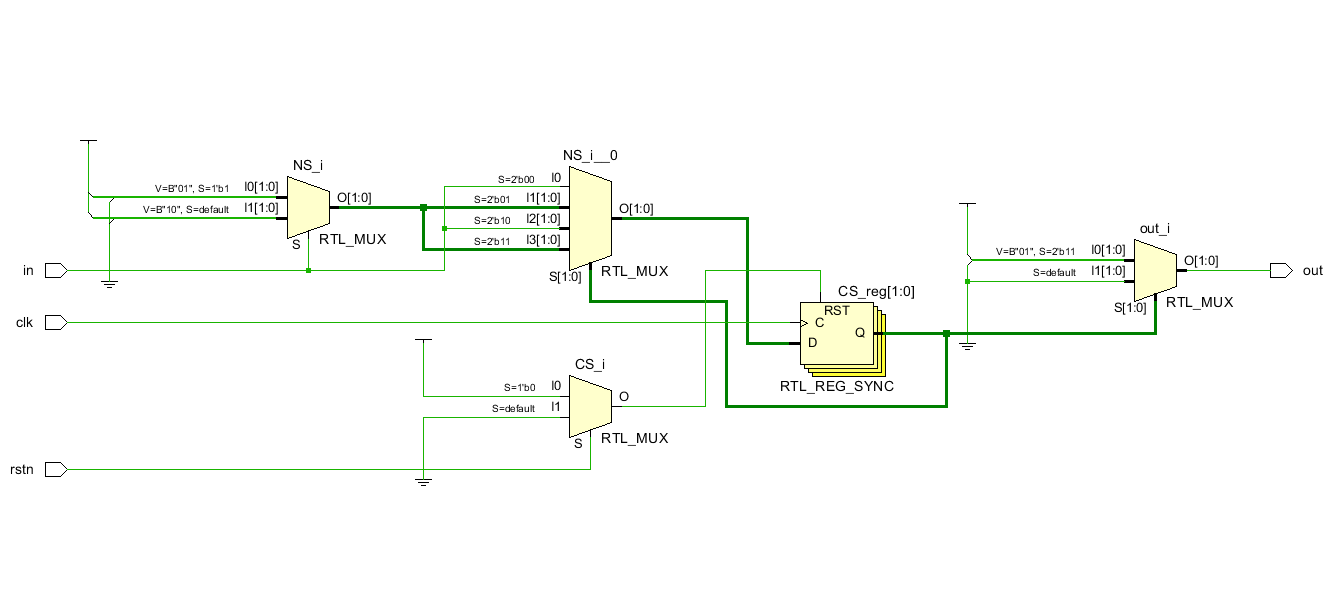 NS_i
V=B"01", S=1'b1 I0[1:0]
V=B"10", S=default I1[1:0]
O[1:0]
S RTL_MUX
NS_i__0
S=2'b00 I0
S=2'b01 I1[1:0]
S=2'b10 I2[1:0]
S=2'b11 I3[1:0]
O[1:0]
S[1:0] RTL_MUX
out_i
V=B"01", S=2'b11 I0[1:0]
S=default I1[1:0]
O[1:0]
S[1:0] RTL_MUX
in
out
clk
CS_reg[1:0]
RST
C
Q
D
RTL_REG_SYNC
CS_i
S=1'b0 I0
S=default I1
O
S RTL_MUX
rstn